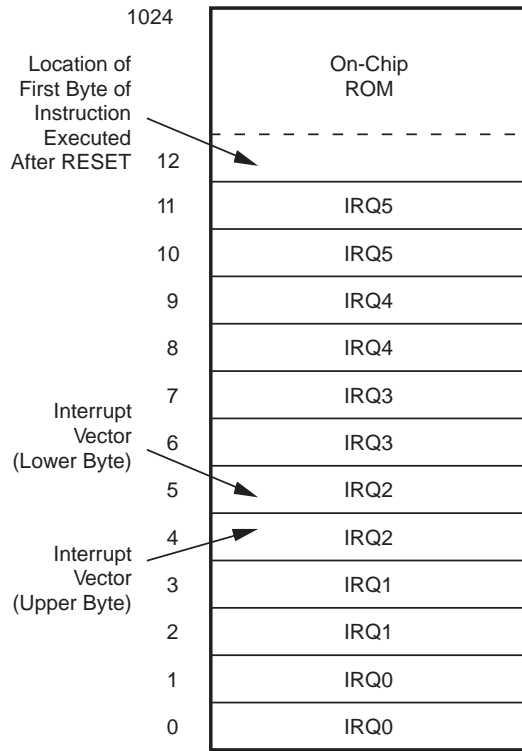 1024
Location of
First Byte of
Instruction
Executed
After RESET
On-Chip
ROM
12
11 IRQ5
10 IRQ5
9 IRQ4
8 IRQ4
7 IRQ3
Interrupt
Vector
(Lower Byte)
6 IRQ3
5 IRQ2
4 IRQ2
Interrupt
Vector
(Upper Byte)
3 IRQ1
2 IRQ1
1 IRQ0
0 IRQ0